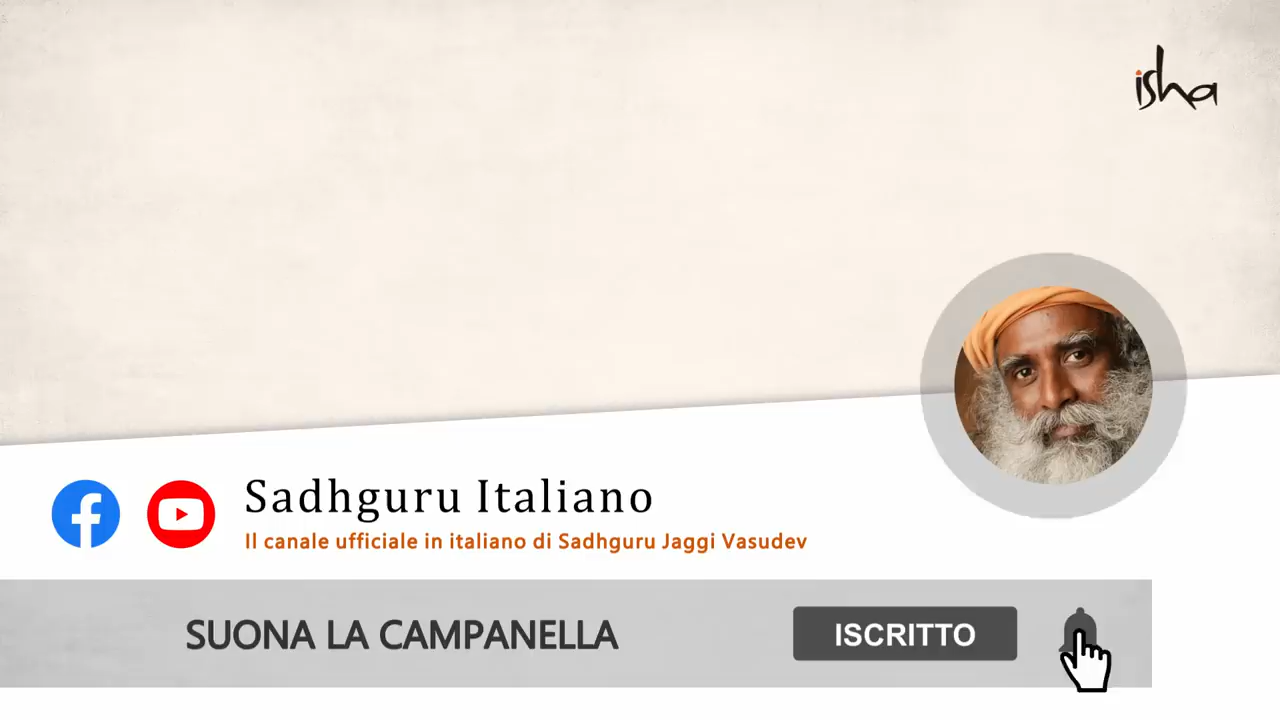 isha
Sadhguru Italiano
Il canale ufficiale in italiano di Sadhguru Jaggi Vasudev
SUONA LA CAMPANELLA
ISCRITTO